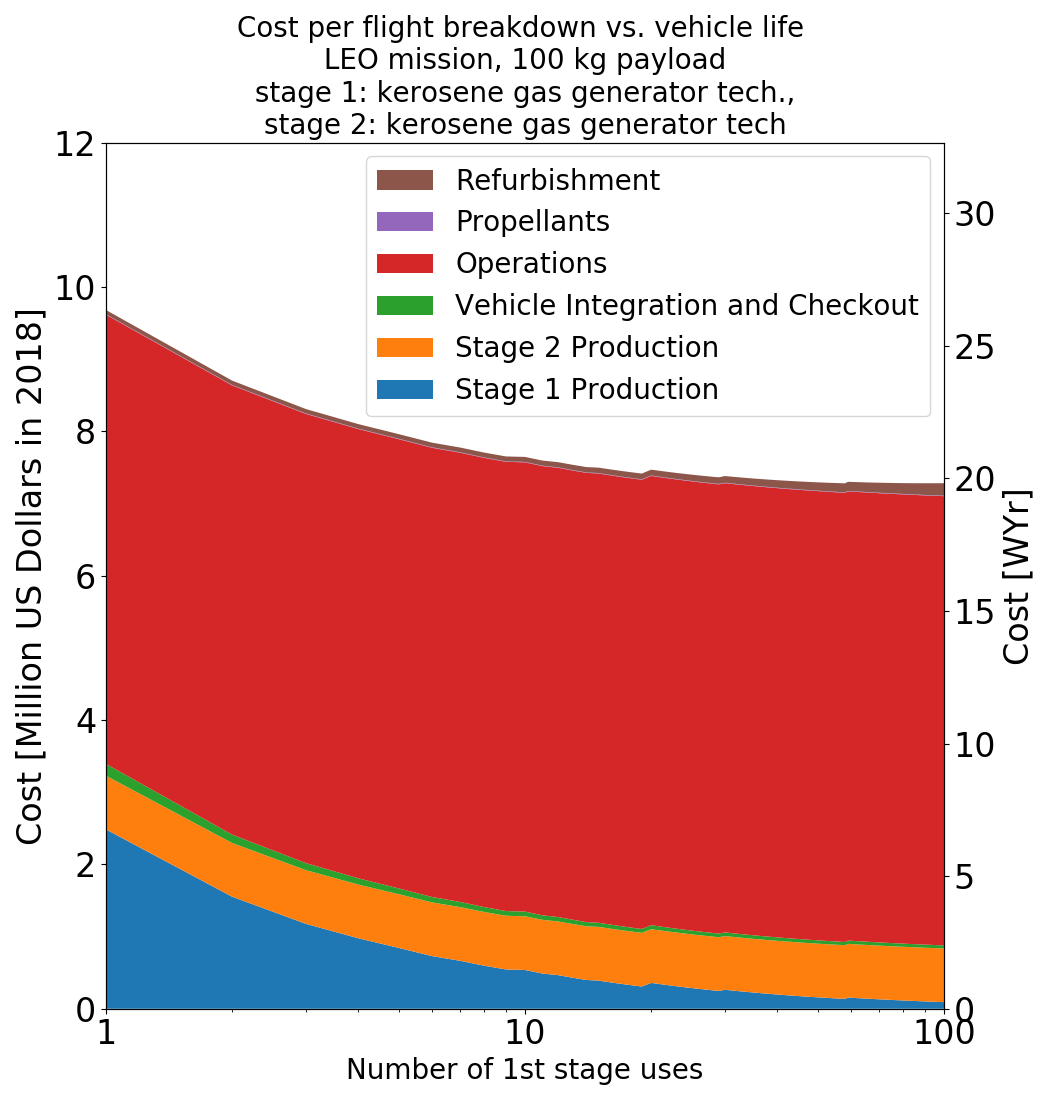 Cost per flight breakdown vs. vehicle life
LEO mission, 100 kg payload
stage 1: kerosene gas generator tech.,
stage 2: kerosene gas generator tech
12
10
8
6
4
2
0
Cost [Million US Dollars in 2018]
Refurbishment
Propellants
Operations
Vehicle Integration and Checkout
Stage 2 Production
Stage 1 Production
30
25
20
15
10
5
0
Cost [WYr]
1
10
100
Number of 1st stage uses